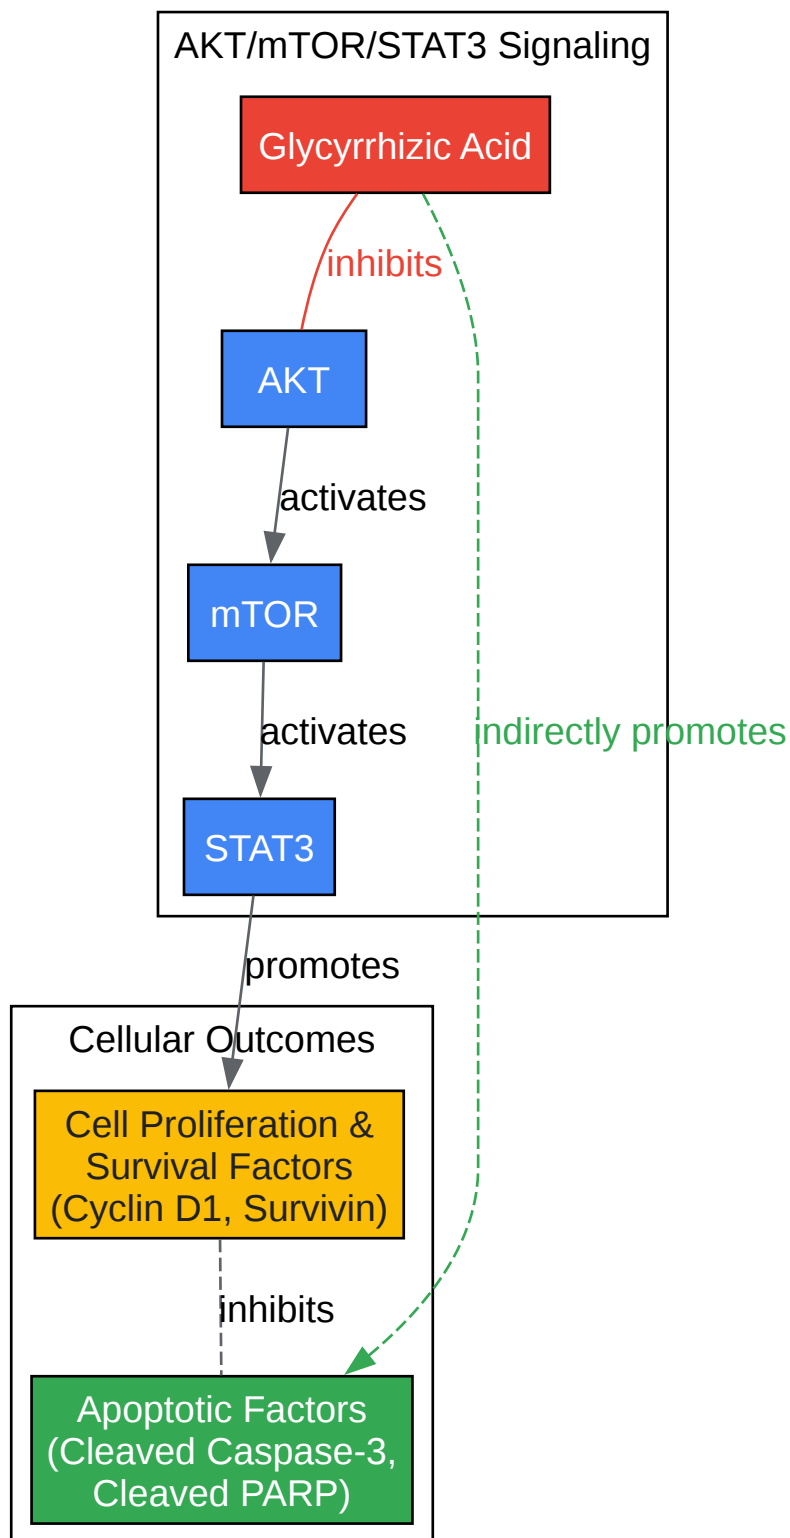 AKT/mTOR/STAT3 Signaling
Glycyrrhizic Acid
inhibits
AKT
activates
mTOR
activates
indirectly promotes
STAT3
promotes
Cellular Outcomes
Cell Proliferation &
Survival Factors
(Cyclin D1, Survivin)
inhibits
Apoptotic Factors
(Cleaved Caspase-3,
Cleaved PARP)